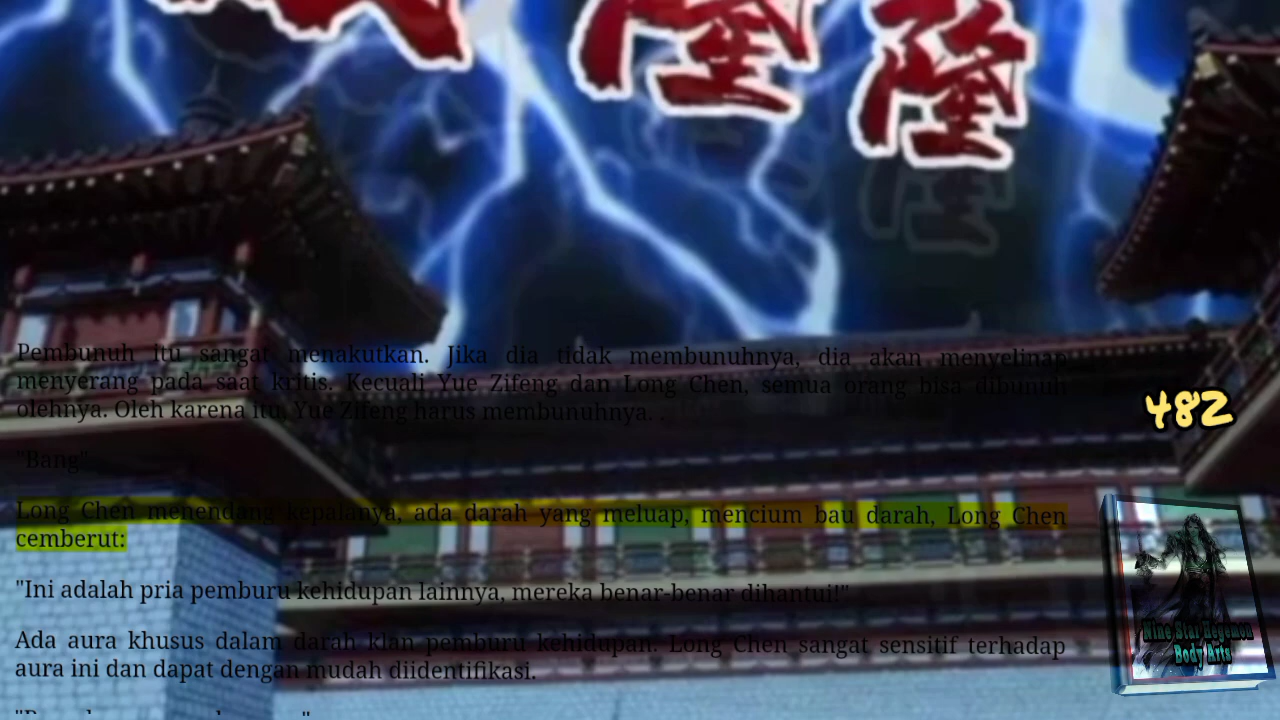 隆 隆
Pembunuh itu sangat menakutkan. Jika dia tidak membunuhnya, dia akan menyelinap
menyerang pada saat kritis. Kecuali Yue Zifeng dan Long Chen, semua orang bisa dibunuh
olehnya. Oleh karena itu, Yue Zifeng harus membunuhnya. .
"Bang"
482
Long Chen menendang kepalanya, ada darah yang meluap, mencium bau darah, Long Chen
cemberut:
"Ini adalah pria pemburu kehidupan lainnya, mereka benar-benar dihantui!"
Ada aura khusus dalam darah klan pemburu kehidupan. Long Chen sangat sensitif terhadap
aura ini dan dapat dengan mudah diidentifikasi.
Nine Star Hegemon
Body Arts